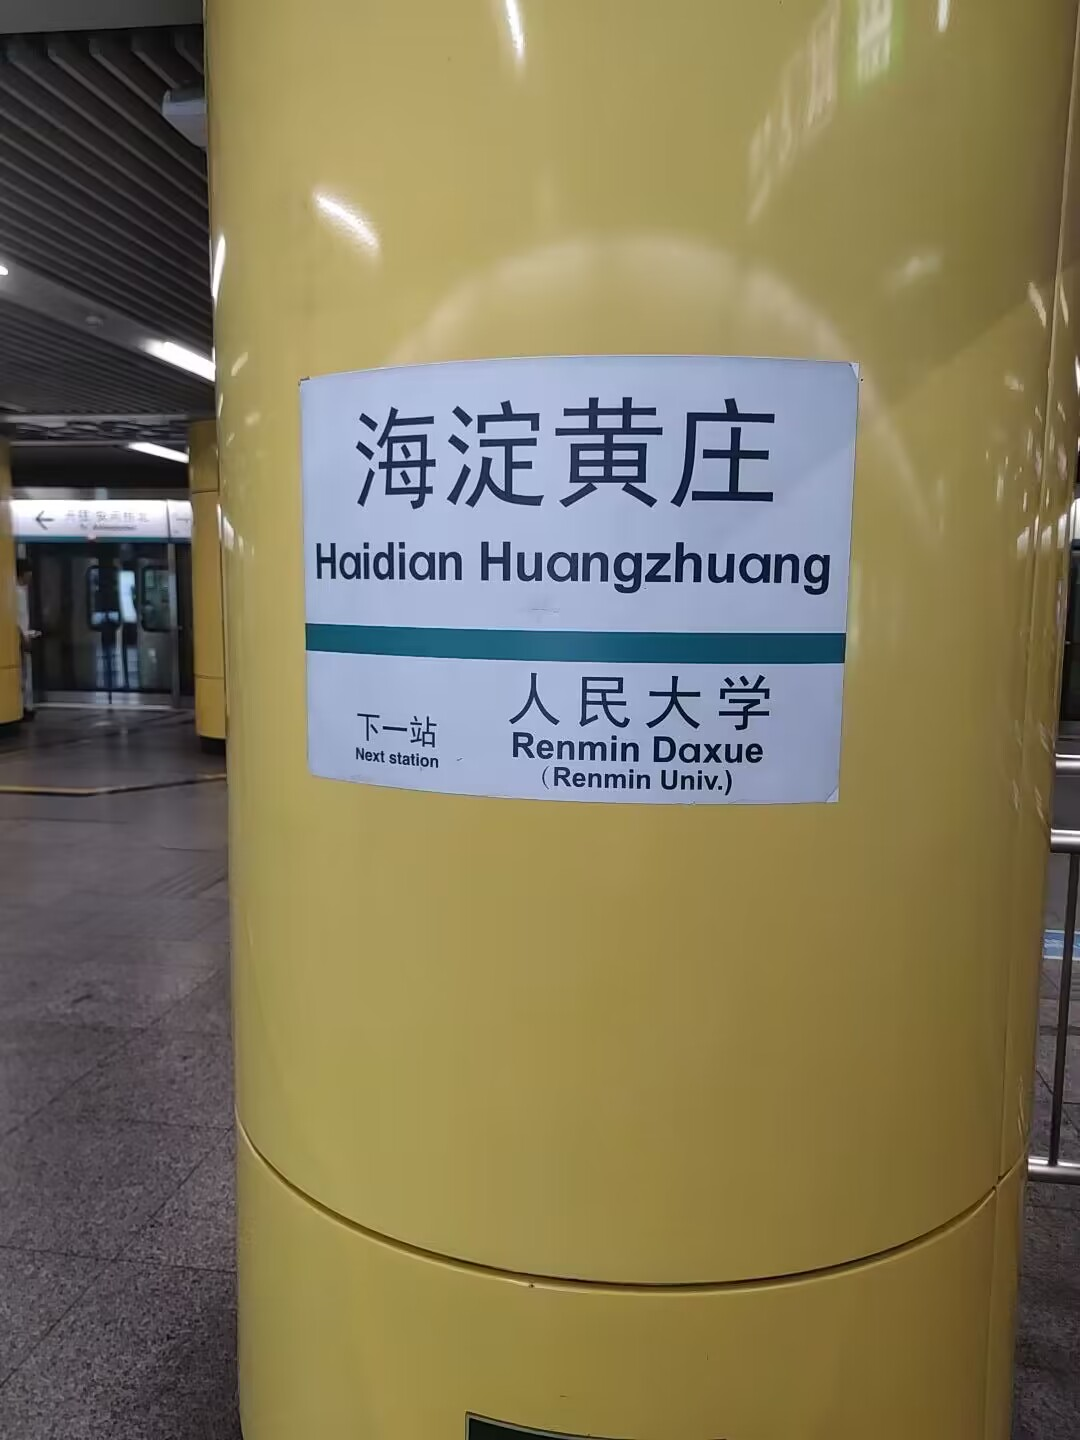 海淀黄庄
Haidian Huangzhuang
下一站
Next station
人民大学
Renmin Daxue
（Renmin Univ.）